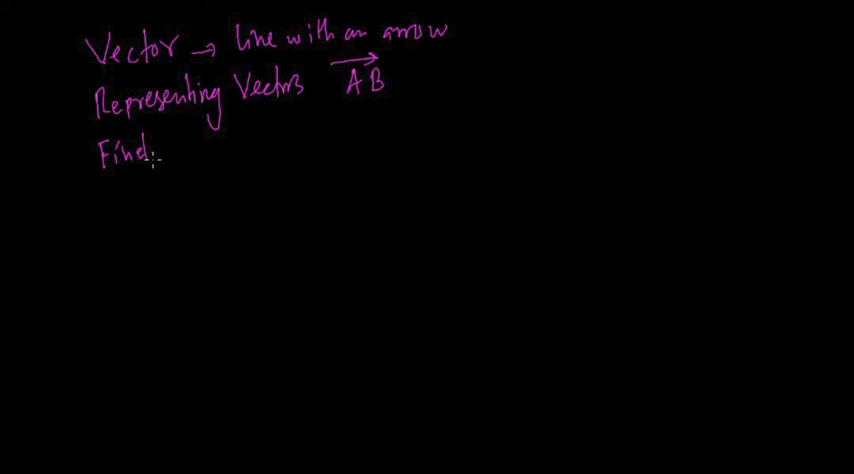 Vector → Line with an arrow
Representing Vectors AB
Find